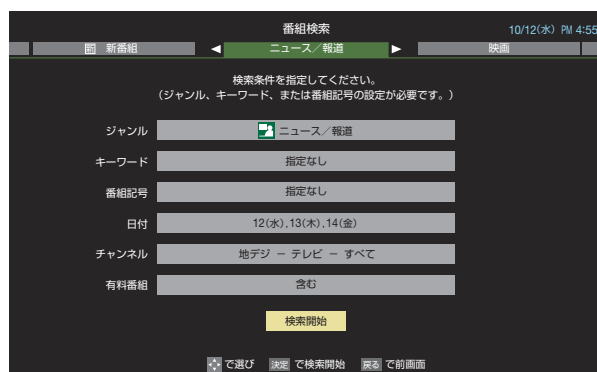 番組検索
10/12(水) PM 4:55
新番組 ◀ ニュース／報道 ▶ 映画
検索条件を指定してください。
(ジャンル、キーワード、または番組記号の設定が必要です。)
ジャンル ニュース／報道
キーワード 指定なし
番組記号 指定なし
日付 12(水),13(木),14(金)
チャンネル 地デジ － テレビ － すべて
有料番組 含む
検索開始
で選び 決定 で検索開始 戻る で前画面